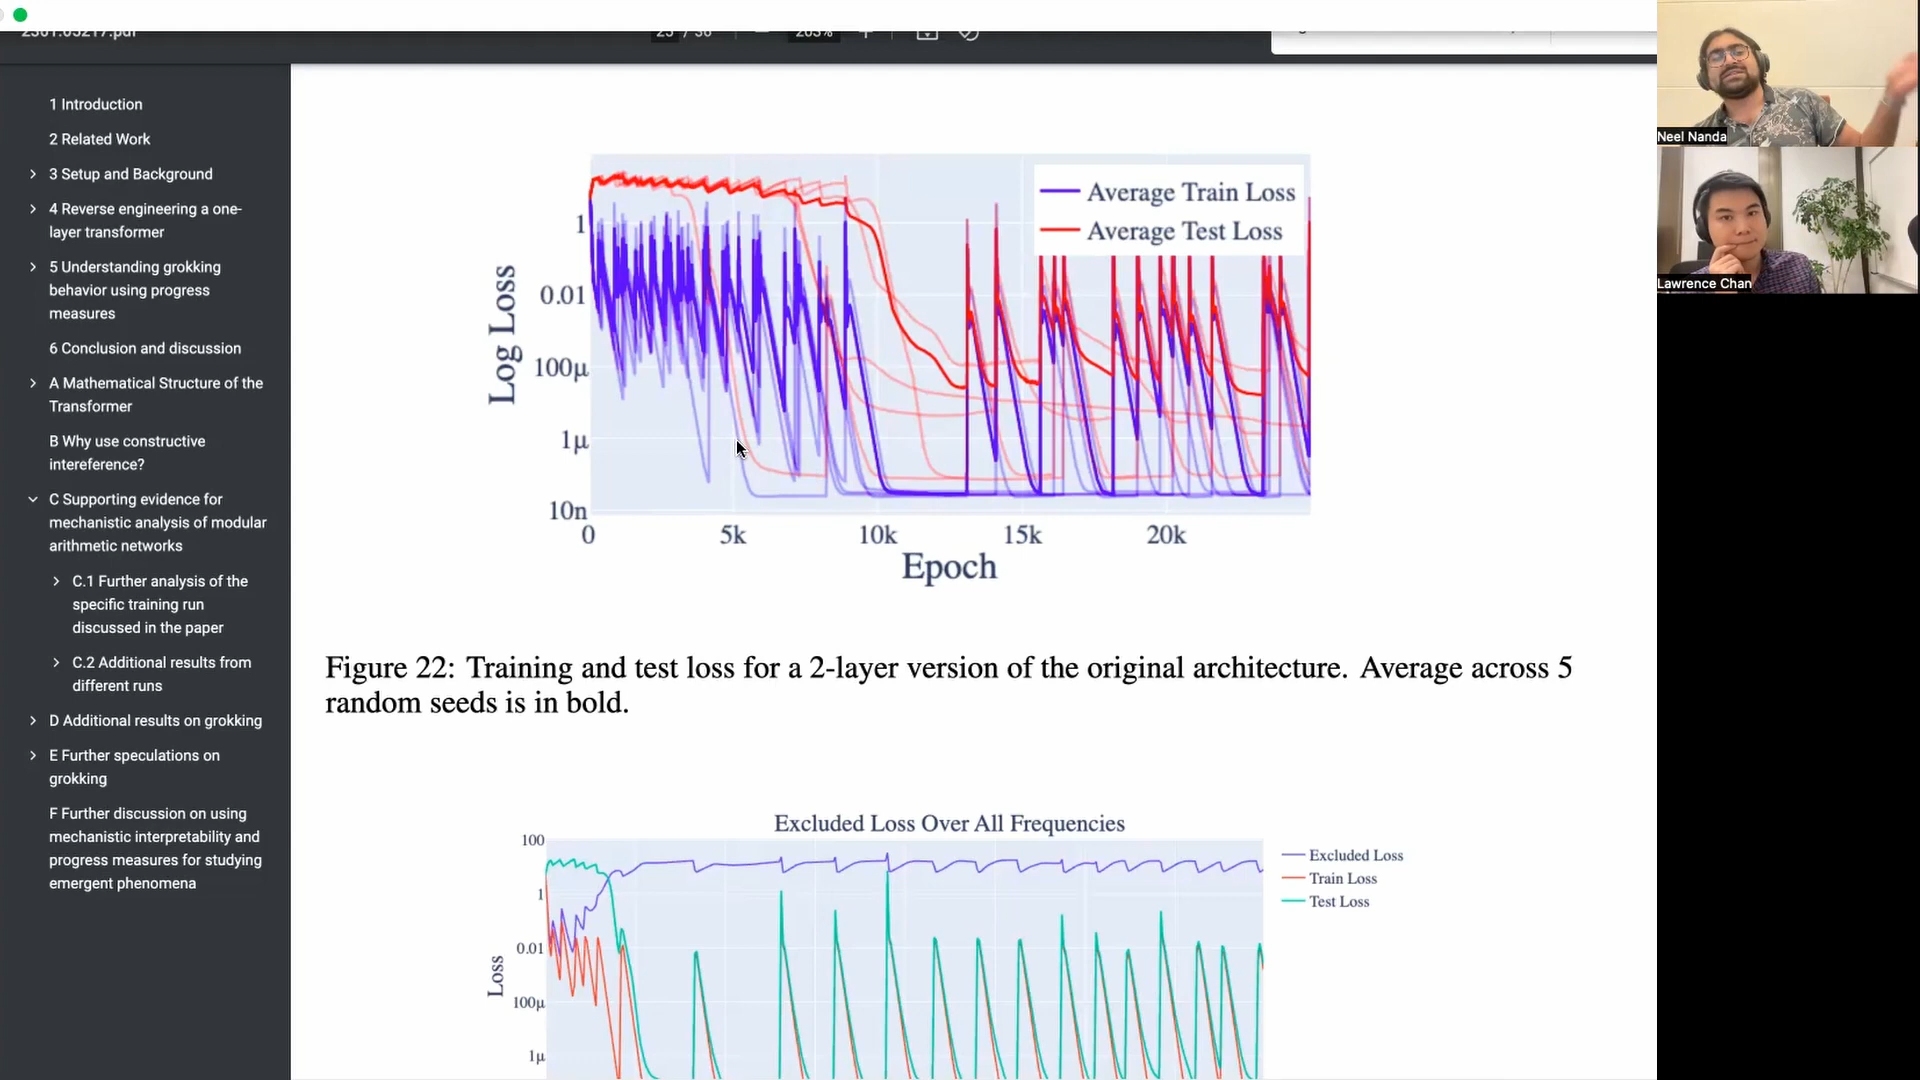 2301.05217.pdf
25 / 36
203%
1 Introduction
2 Related Work
3 Setup and Background
4 Reverse engineering a one-
layer transformer
5 Understanding grokking
behavior using progress
measures
6 Conclusion and discussion
A Mathematical Structure of the
Transformer
B Why use constructive
intereference?
C Supporting evidence for
mechanistic analysis of modular
arithmetic networks
C.1 Further analysis of the
specific training run
discussed in the paper
C.2 Additional results from
different runs
D Additional results on grokking
E Further speculations on
grokking
F Further discussion on using
mechanistic interpretability and
progress measures for studying
emergent phenomena
Average Train Loss
Average Test Loss
Log Loss
1
0.01
100μ
1μ
10n
0 5k 10k 15k 20k
Epoch
Figure 22: Training and test loss for a 2-layer version of the original architecture. Average across 5
random seeds is in bold.
Excluded Loss Over All Frequencies
Excluded Loss
Train Loss
Test Loss
Loss
100
1
0.01
100μ
1μ
Neel Nanda
Lawrence Chan